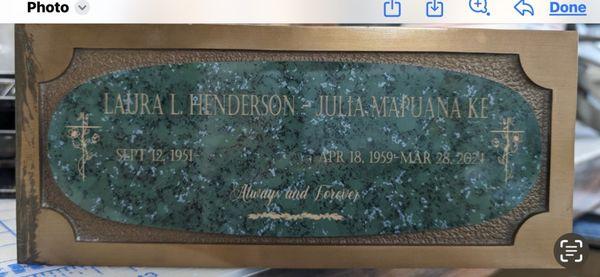 Photo
Done
LAURA L. HENDERSON - JULIA MAPUANA KE
SEPT 12, 1951- APR 18, 1959-MAR 28, 2024
Always and Forever